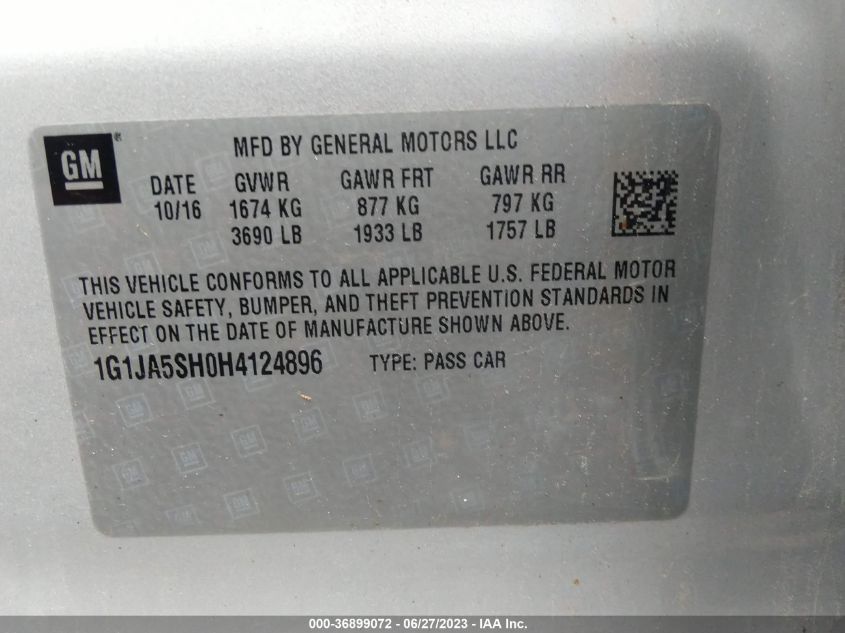 GM®
MFD BY GENERAL MOTORS LLC
DATE GVWR GAWR FRT GAWR RR
10/16 1674 KG 877 KG 797 KG
3690 LB 1933 LB 1757 LB
THIS VEHICLE CONFORMS TO ALL APPLICABLE U.S. FEDERAL MOTOR
VEHICLE SAFETY, BUMPER, AND THEFT PREVENTION STANDARDS IN
EFFECT ON THE DATE OF MANUFACTURE SHOWN ABOVE.
1G1JA5SH0H4124896 TYPE: PASS CAR
000-36899072 - 06/27/2023 - IAA Inc.